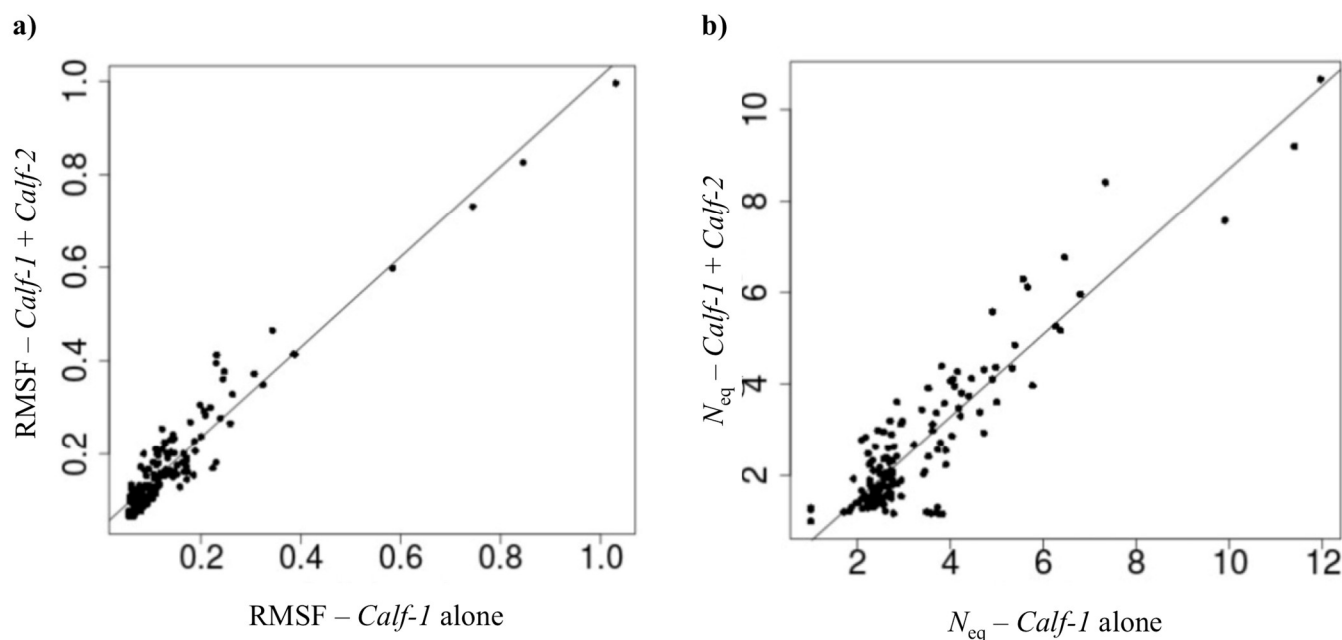 a)
RMSF – Calf-1 + Calf-2
1.0
0.8
0.6
0.4
0.2
0.2 0.4 0.6 0.8 1.0
RMSF – Calf-1 alone
b)
Neq – Calf-1 + Calf-2
10
8
6
4
2
2 4 6 8 10 12
Neq – Calf-1 alone